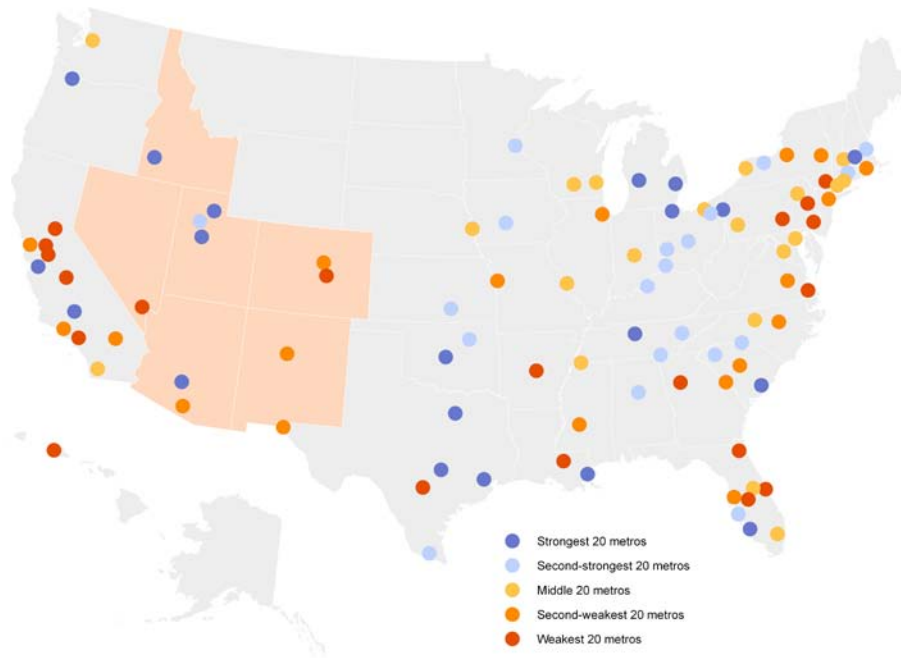 Strongest 20 metros
Second-strongest 20 metros
Middle 20 metros
Second-weakest 20 metros
Weakest 20 metros